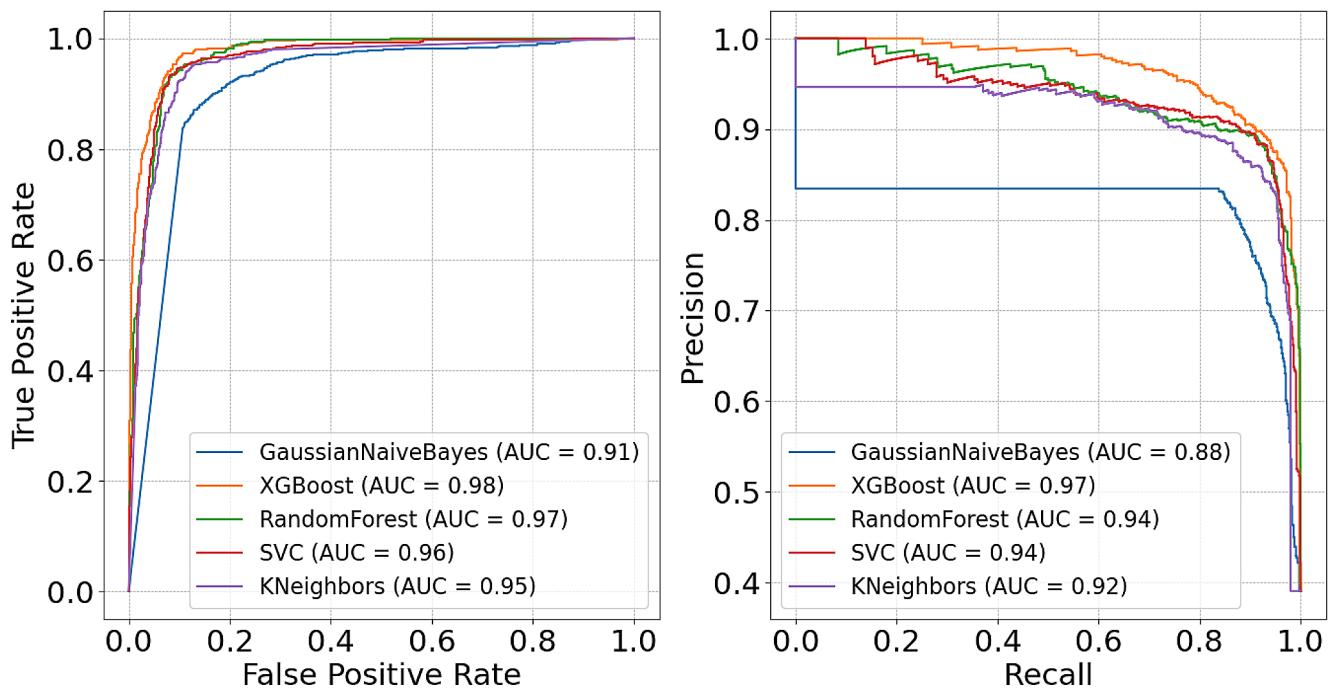 1.0
0.8
0.6
0.4
0.2
0.0
True Positive Rate
GaussianNaiveBayes (AUC = 0.91)
XGBoost (AUC = 0.98)
RandomForest (AUC = 0.97)
SVC (AUC = 0.96)
KNeighbors (AUC = 0.95)
0.0 0.2 0.4 0.6 0.8 1.0
False Positive Rate
1.0
0.9
0.8
0.7
0.6
0.5
0.4
Precision
GaussianNaiveBayes (AUC = 0.88)
XGBoost (AUC = 0.97)
RandomForest (AUC = 0.94)
SVC (AUC = 0.94)
KNeighbors (AUC = 0.92)
0.0 0.2 0.4 0.6 0.8 1.0
Recall